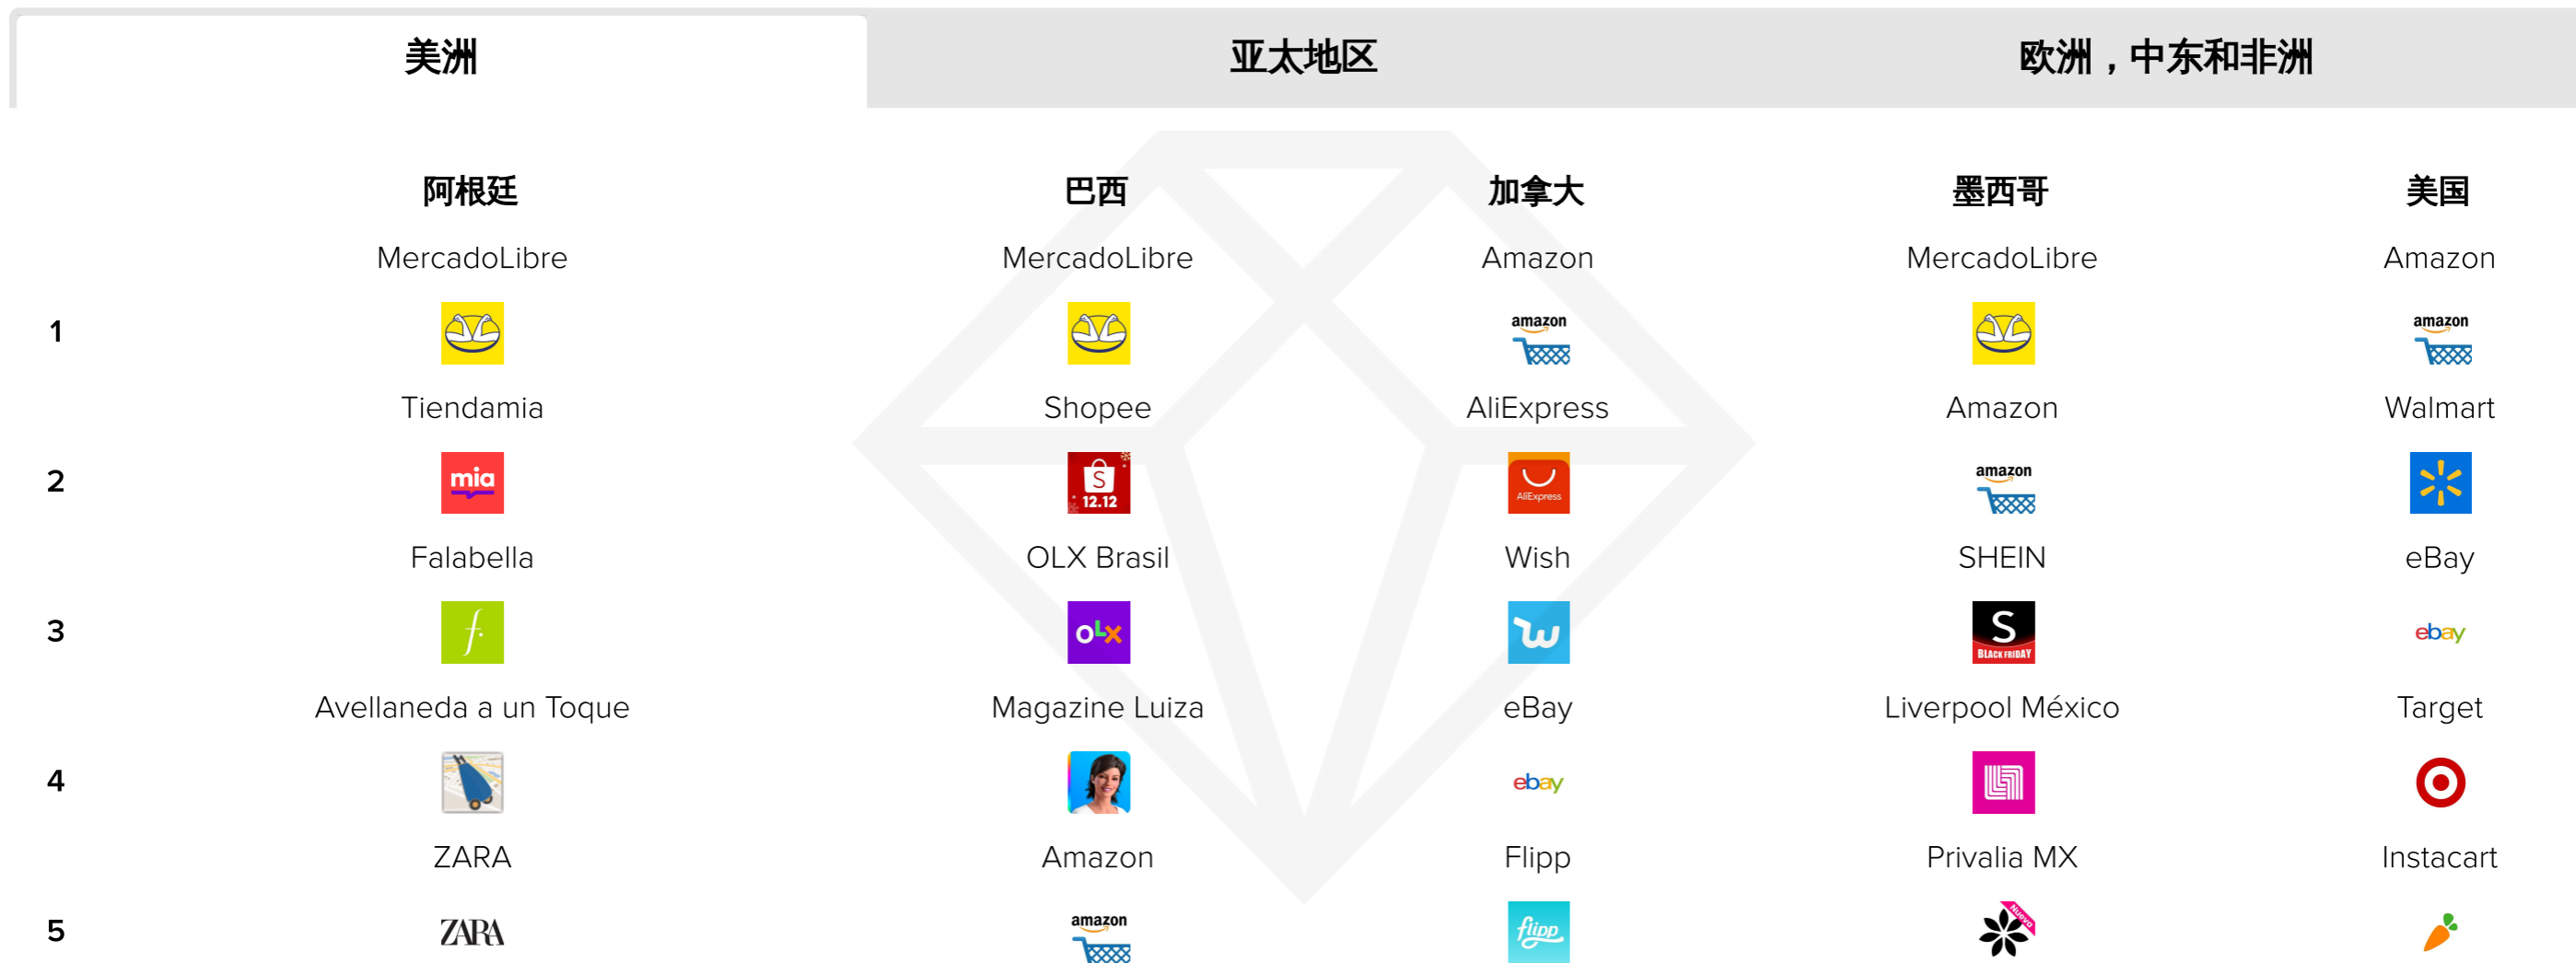 美洲 亚太地区 欧洲，中东和非洲
阿根廷 巴西 加拿大 墨西哥 美国
MercadoLibre MercadoLibre Amazon MercadoLibre Amazon
1 amazon amazon
Tiendamia Shopee AliExpress Amazon Walmart
2 mia S 12.12 AliExpress amazon
Falabella OLX Brasil Wish SHEIN eBay
3 f. OLX w S BLACK FRIDAY ebay
Avellaneda a un Toque Magazine Luiza eBay Liverpool México Target
4 ebay
ZARA Amazon Flipp Privalia MX Instacart
5 ZARA amazon flipp Nuevo